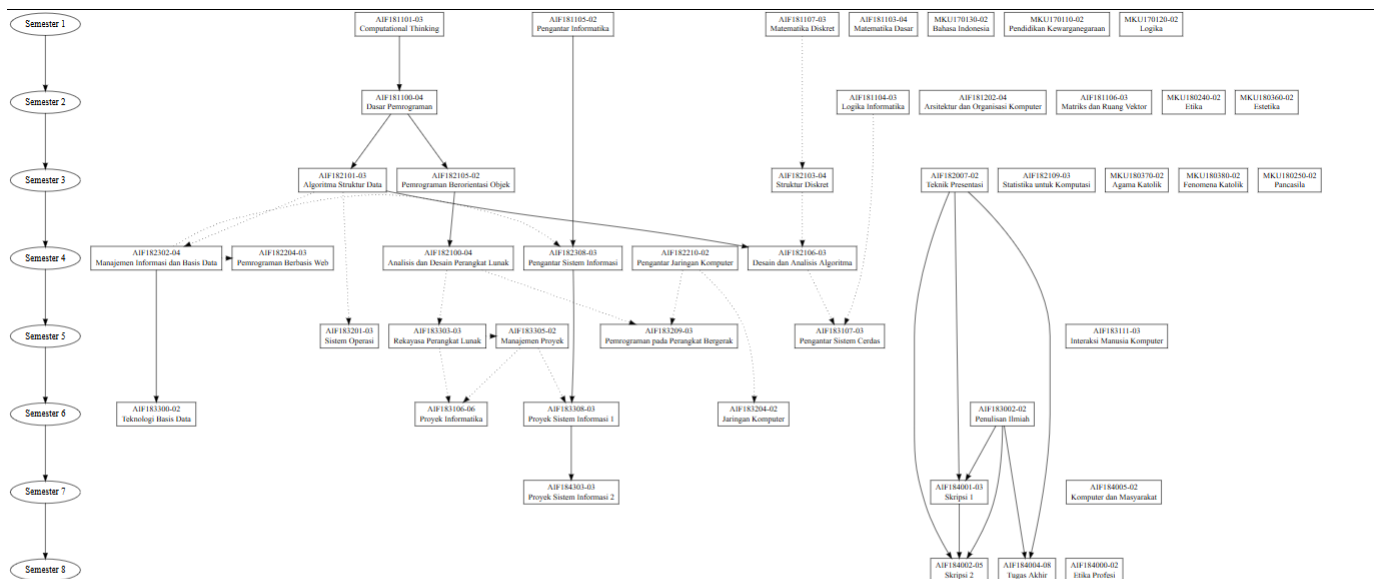 Semester 1
AIF181101-03
Computational Thinking
AIF181105-02
Pengantar Informatika
AIF181107-03
Matematika Diskret
AIF181103-04
Matematika Dasar
MKU170130-02
Bahasa Indonesia
MKU170110-02
Pendidikan Kewarganegaraan
MKU170120-02
Logika
Semester 2
AIF181100-04
Dasar Pemrograman
AIF181104-03
Logika Informatika
AIF181202-04
Arsitektur dan Organisasi Komputer
AIF181106-03
Matriks dan Ruang Vektor
MKU180240-02
Etika
MKU180360-02
Estetika
Semester 3
AIF182101-03
Algoritma Struktur Data
AIF182105-02
Pemrograman Berorientasi Objek
AIF182103-04
Struktur Diskret
AIF182007-02
Teknik Presentasi
AIF182109-03
Statistika untuk Komputasi
MKU180370-02
Agama Katolik
MKU180380-02
Fenomena Katolik
MKU180250-02
Pancasila
Semester 4
AIF182302-04
Manajemen Informasi dan Basis Data
AIF182204-03
Pemrograman Berbasis Web
AIF182100-04
Analisis dan Desain Perangkat Lunak
AIF182308-03
Pengantar Sistem Informasi
AIF182210-02
Pengantar Jaringan Komputer
AIF182106-03
Desain dan Analisis Algoritma
Semester 5
AIF183201-03
Sistem Operasi
AIF183303-03
Rekayasa Perangkat Lunak
AIF183305-02
Manajemen Proyek
AIF183209-03
Pemrograman pada Perangkat Bergerak
AIF183107-03
Pengantar Sistem Cerdas
AIF183111-03
Interaksi Manusia Komputer
Semester 6
AIF183300-02
Teknologi Basis Data
AIF183106-06
Proyek Informatika
AIF183308-03
Proyek Sistem Informasi 1
AIF183204-02
Jaringan Komputer
AIF183002-02
Penulisan Ilmiah
Semester 7
AIF184303-03
Proyek Sistem Informasi 2
AIF184001-03
Skripsi 1
AIF184005-02
Komputer dan Masyarakat
Semester 8
AIF184002-05
Skripsi 2
AIF184004-08
Tugas Akhir
AIF184000-02
Etika Profesi